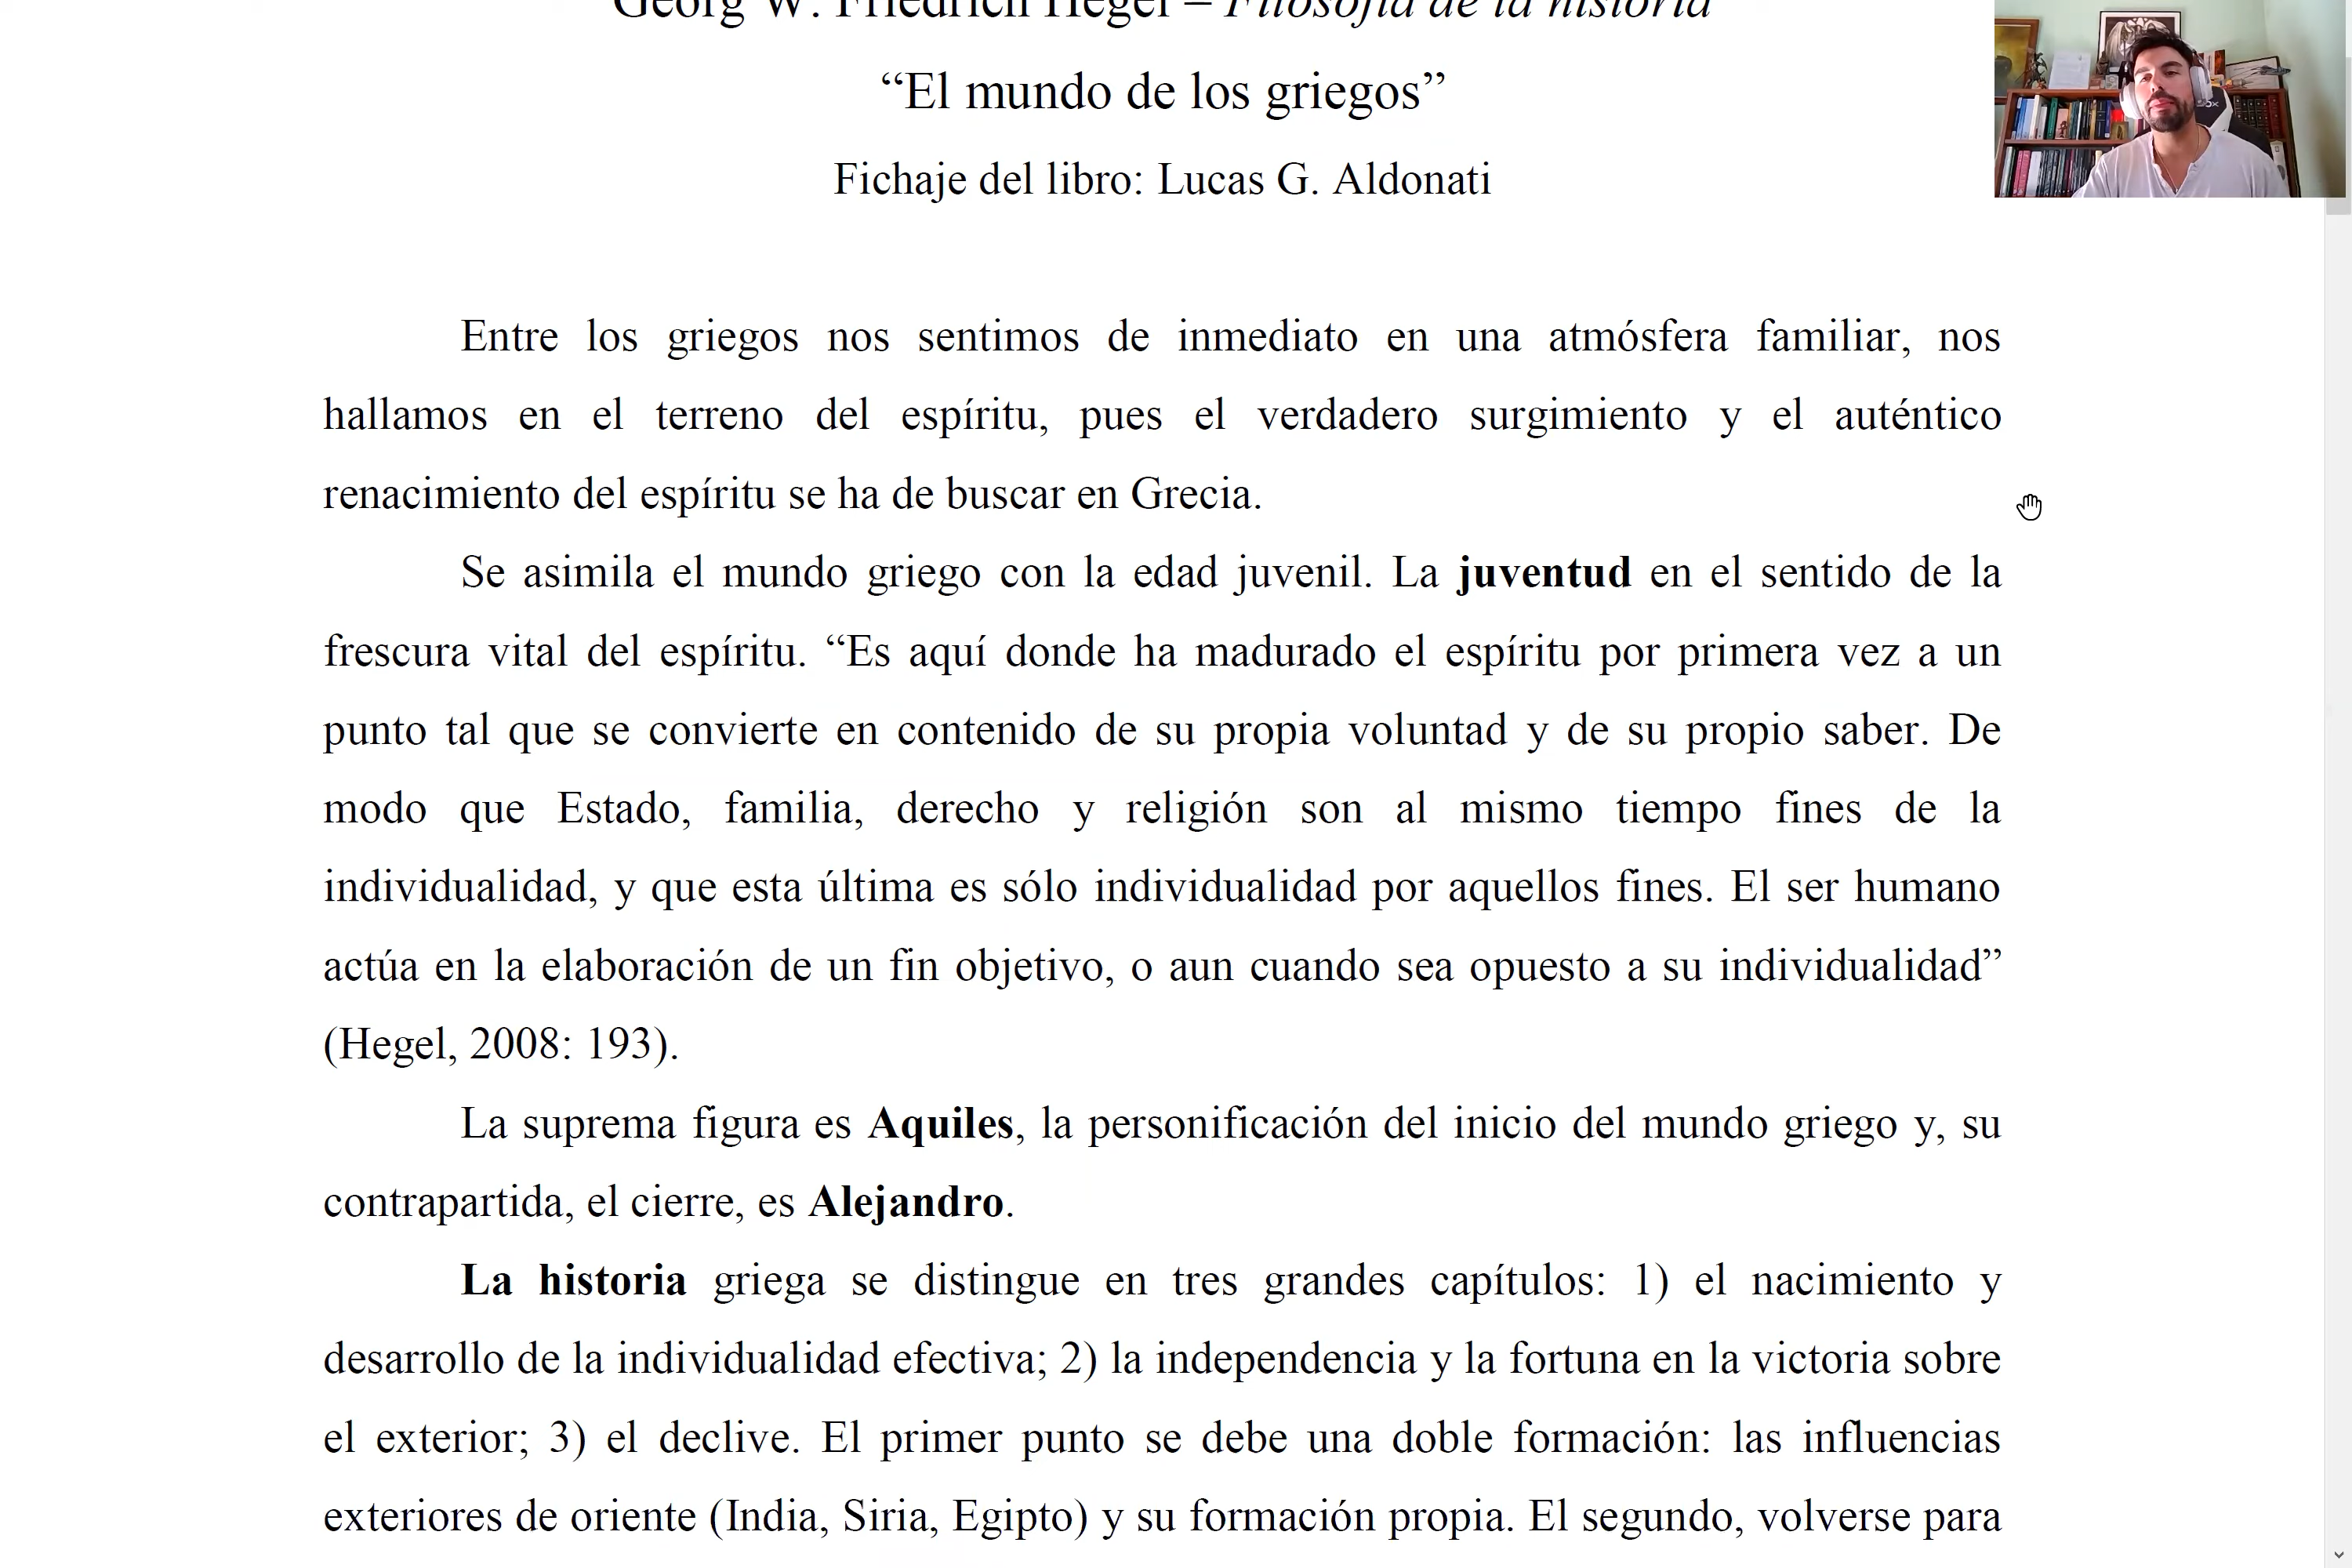 Georg W. Friedrich Hegel – Filosofía de la historia
“El mundo de los griegos”
Fichaje del libro: Lucas G. Aldonati
Entre los griegos nos sentimos de inmediato en una atmósfera familiar, nos
hallamos en el terreno del espíritu, pues el verdadero surgimiento y el auténtico
renacimiento del espíritu se ha de buscar en Grecia.
Se asimila el mundo griego con la edad juvenil. La juventud en el sentido de la
frescura vital del espíritu. “Es aquí donde ha madurado el espíritu por primera vez a un
punto tal que se convierte en contenido de su propia voluntad y de su propio saber. De
modo que Estado, familia, derecho y religión son al mismo tiempo fines de la
individualidad, y que esta última es sólo individualidad por aquellos fines. El ser humano
actúa en la elaboración de un fin objetivo, o aun cuando sea opuesto a su individualidad”
(Hegel, 2008: 193).
La suprema figura es Aquiles, la personificación del inicio del mundo griego y, su
contrapartida, el cierre, es Alejandro.
La historia griega se distingue en tres grandes capítulos: 1) el nacimiento y
desarrollo de la individualidad efectiva; 2) la independencia y la fortuna en la victoria sobre
el exterior; 3) el declive. El primer punto se debe una doble formación: las influencias
exteriores de oriente (India, Siria, Egipto) y su formación propia. El segundo, volverse para